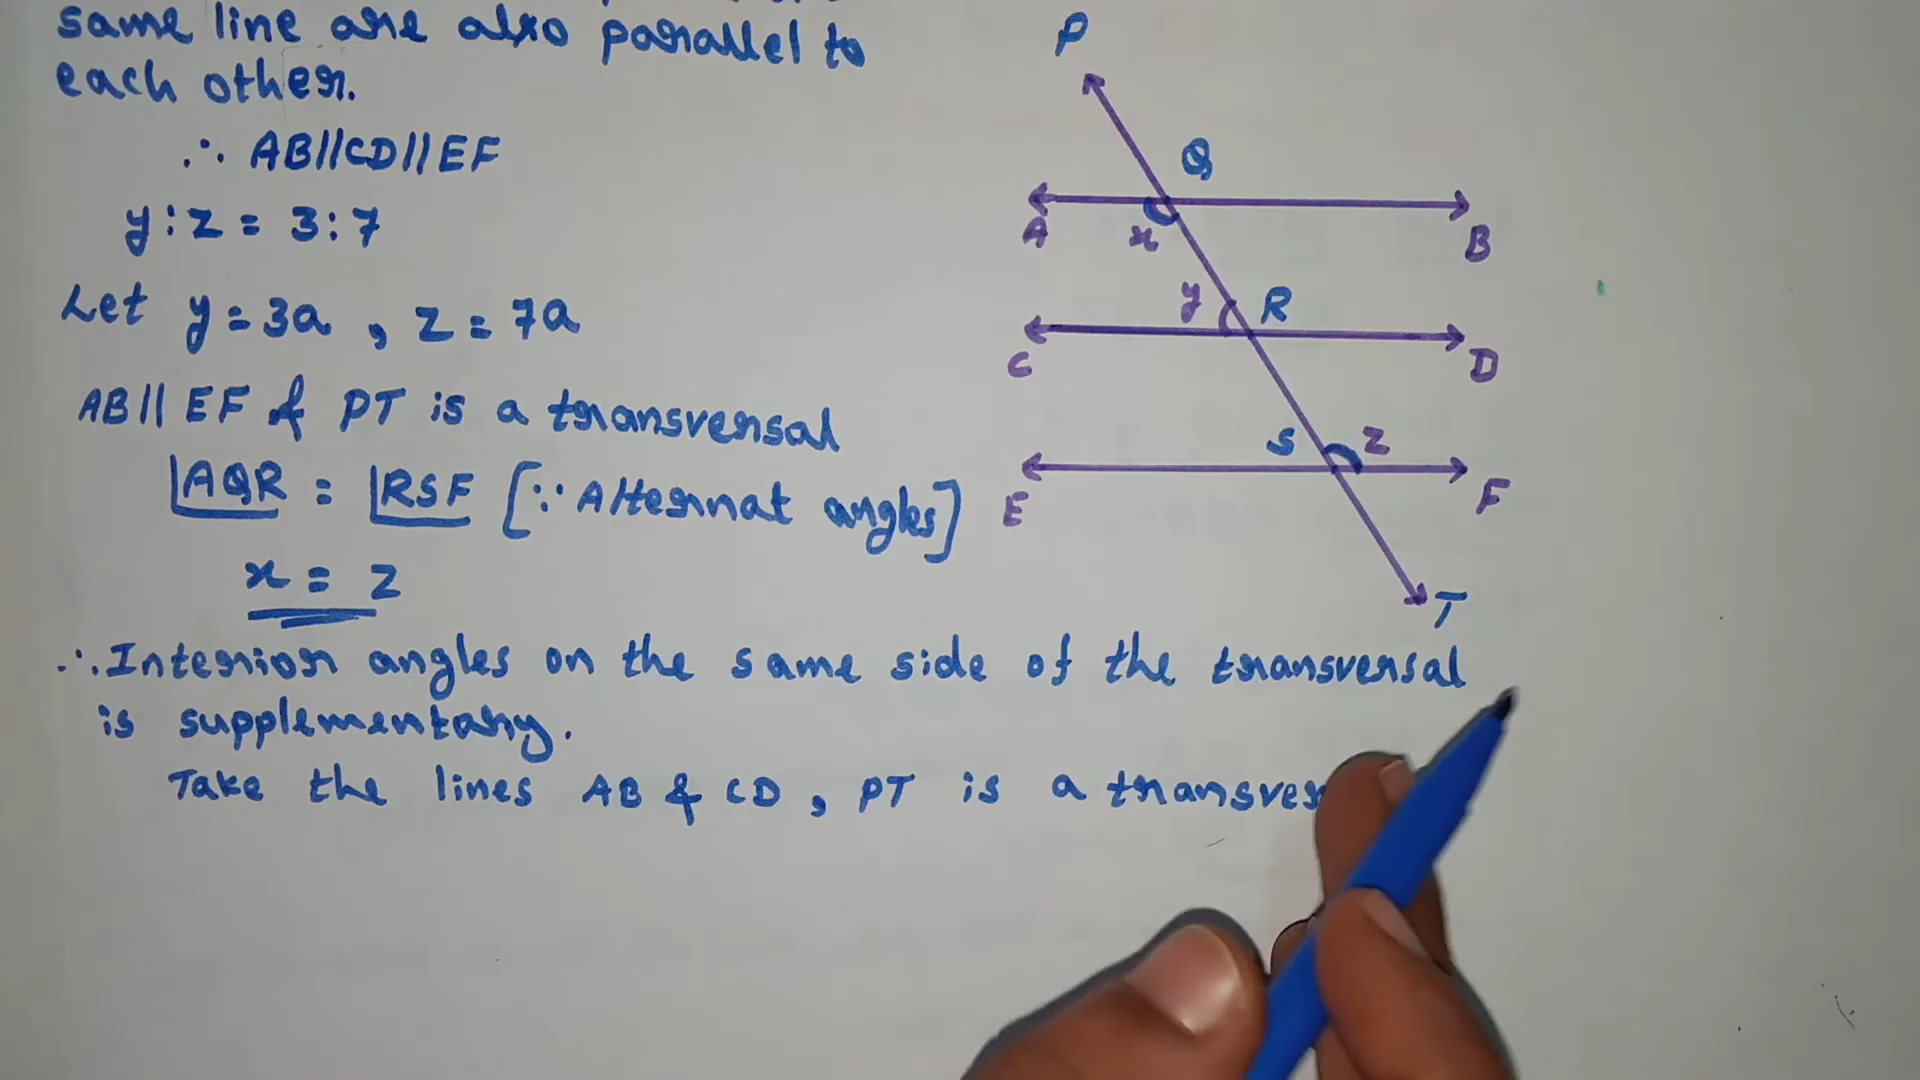 same line are also parallel to
each other.
∴ AB//CD//EF
y:z = 3:7
Let y=3a, z=7a
AB// EF & PT is a transversal
∠AQR = ∠RSF [∵ Alternat angles]
x = z
∴ Interior angles on the same side of the transversal
is supplementary.
Take the lines AB & CD, PT is a transver
P
Q
A
x
B
y
R
C
D
S
z
E
F
T